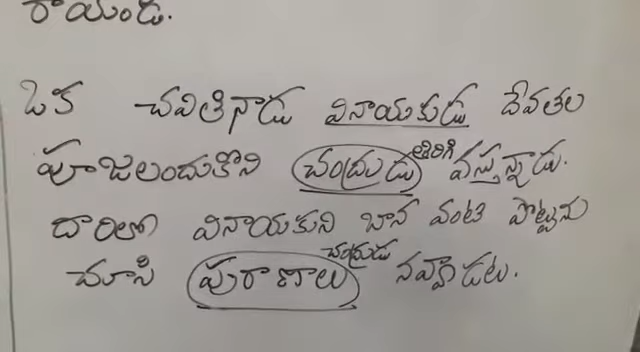 రాయండి.
ఒక చవితినాడు వినాయకుడు దేవతల
పూజలందుకొని చంద్రుడు తిరిగి వస్తున్నాడు.
దారిలో వినాయకుని బాన వంటి పొట్టను
చూసి పురాణాలు చంద్రుడు నవ్వాడట.